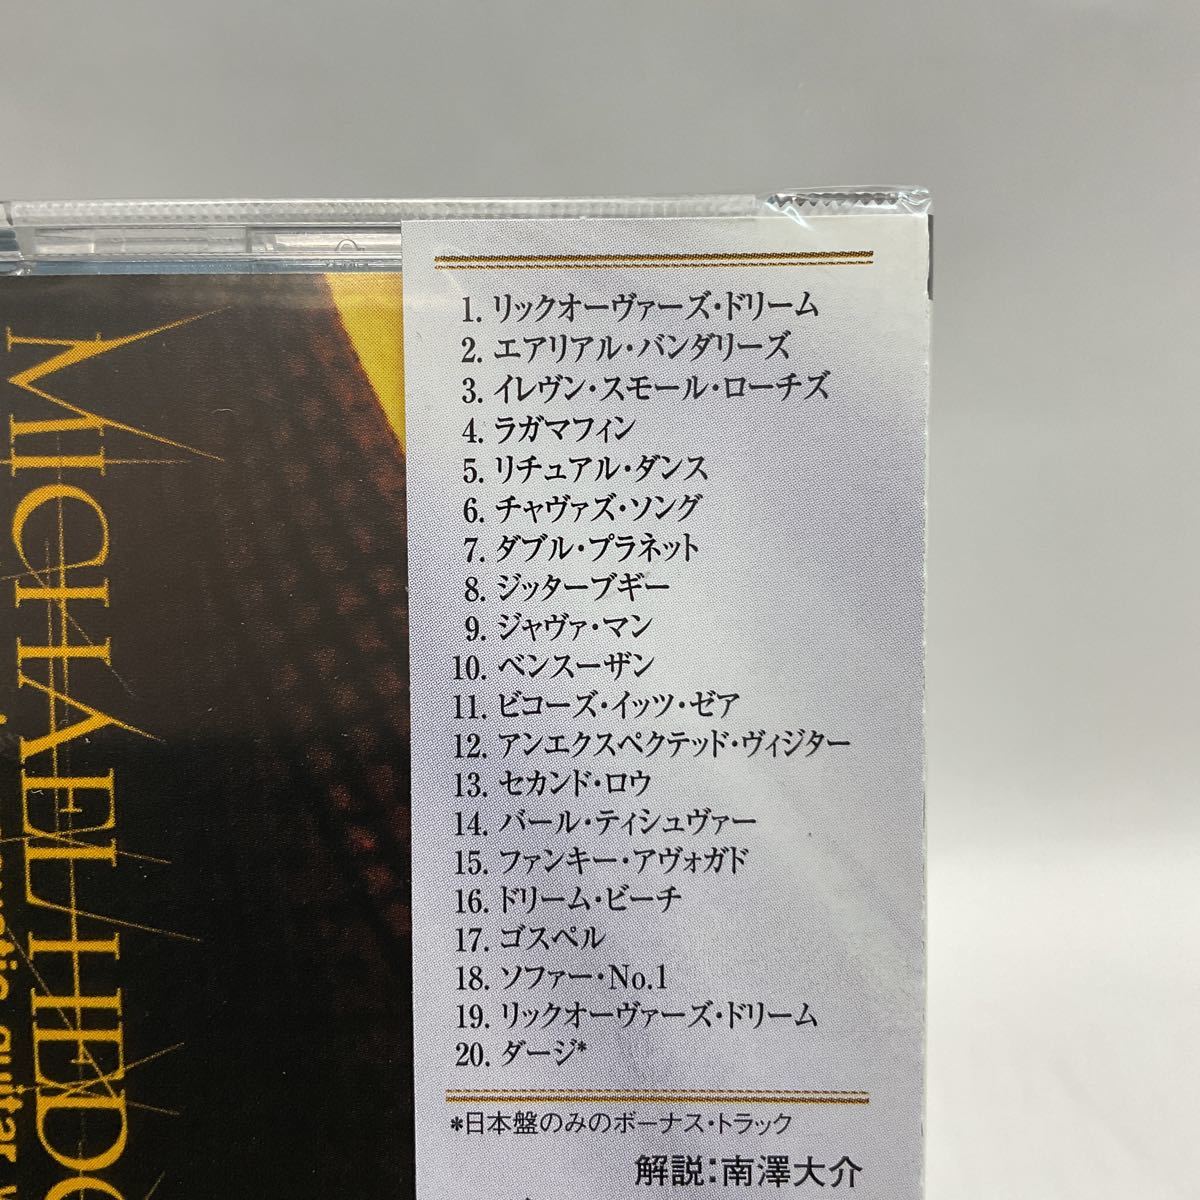 MICHAEL HEDG
1. リックオーヴァーズ・ドリーム
2. エアリアル・バンダリーズ
3. イレヴン・スモール・ローチズ
4. ラガマフィン
5. リチュアル・ダンス
6. チャヴァズ・ソング
7. ダブル・プラネット
8. ジッターブギー
9. ジャヴァ・マン
10. ベンスーザン
11. ビコーズ・イッツ・ゼア
12. アンエクスペクテッド・ヴィジター
13. セカンド・ロウ
14. バール・ティシュヴァー
15. ファンキー・アヴォガド
16. ドリーム・ビーチ
17. ゴスペル
18. ソファー・No.1
19. リックオーヴァーズ・ドリーム
20. ダージ*
*日本盤のみのボーナス・トラック
解説:南澤大介